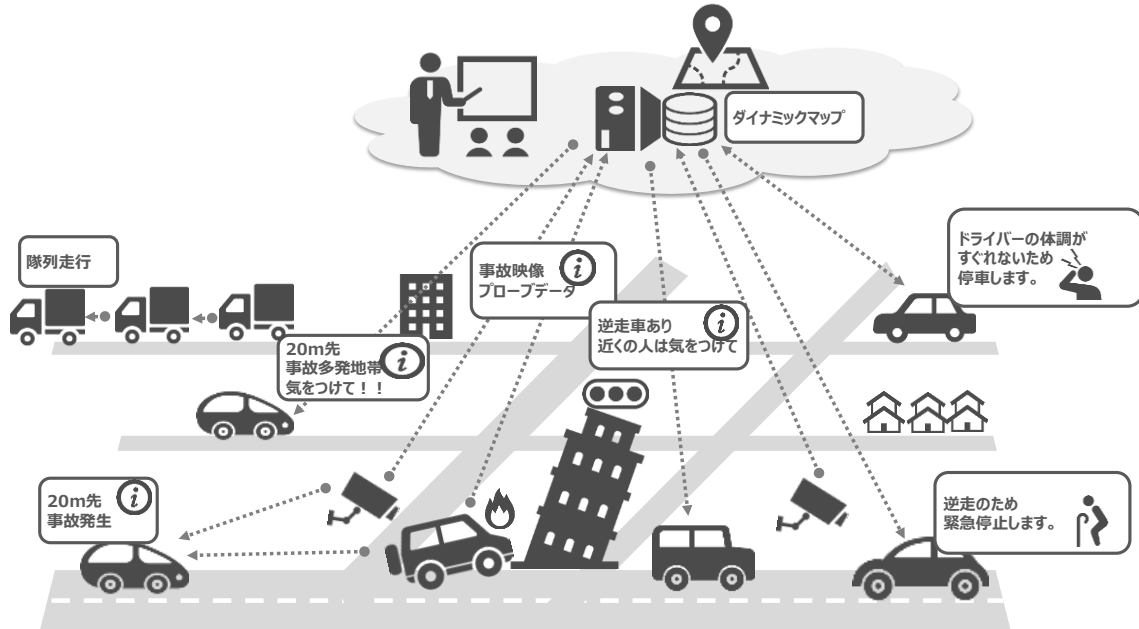 ダイナミックマップ
ドライバーの体調が
すぐれないため
停車します。
隊列走行
事故映像
プローブデータ
i
逆走車あり
近くの人は気をつけて
i
20m先
事故多発地帯
気をつけて！！
i
20m先
事故発生
i
逆走のため
緊急停止します。